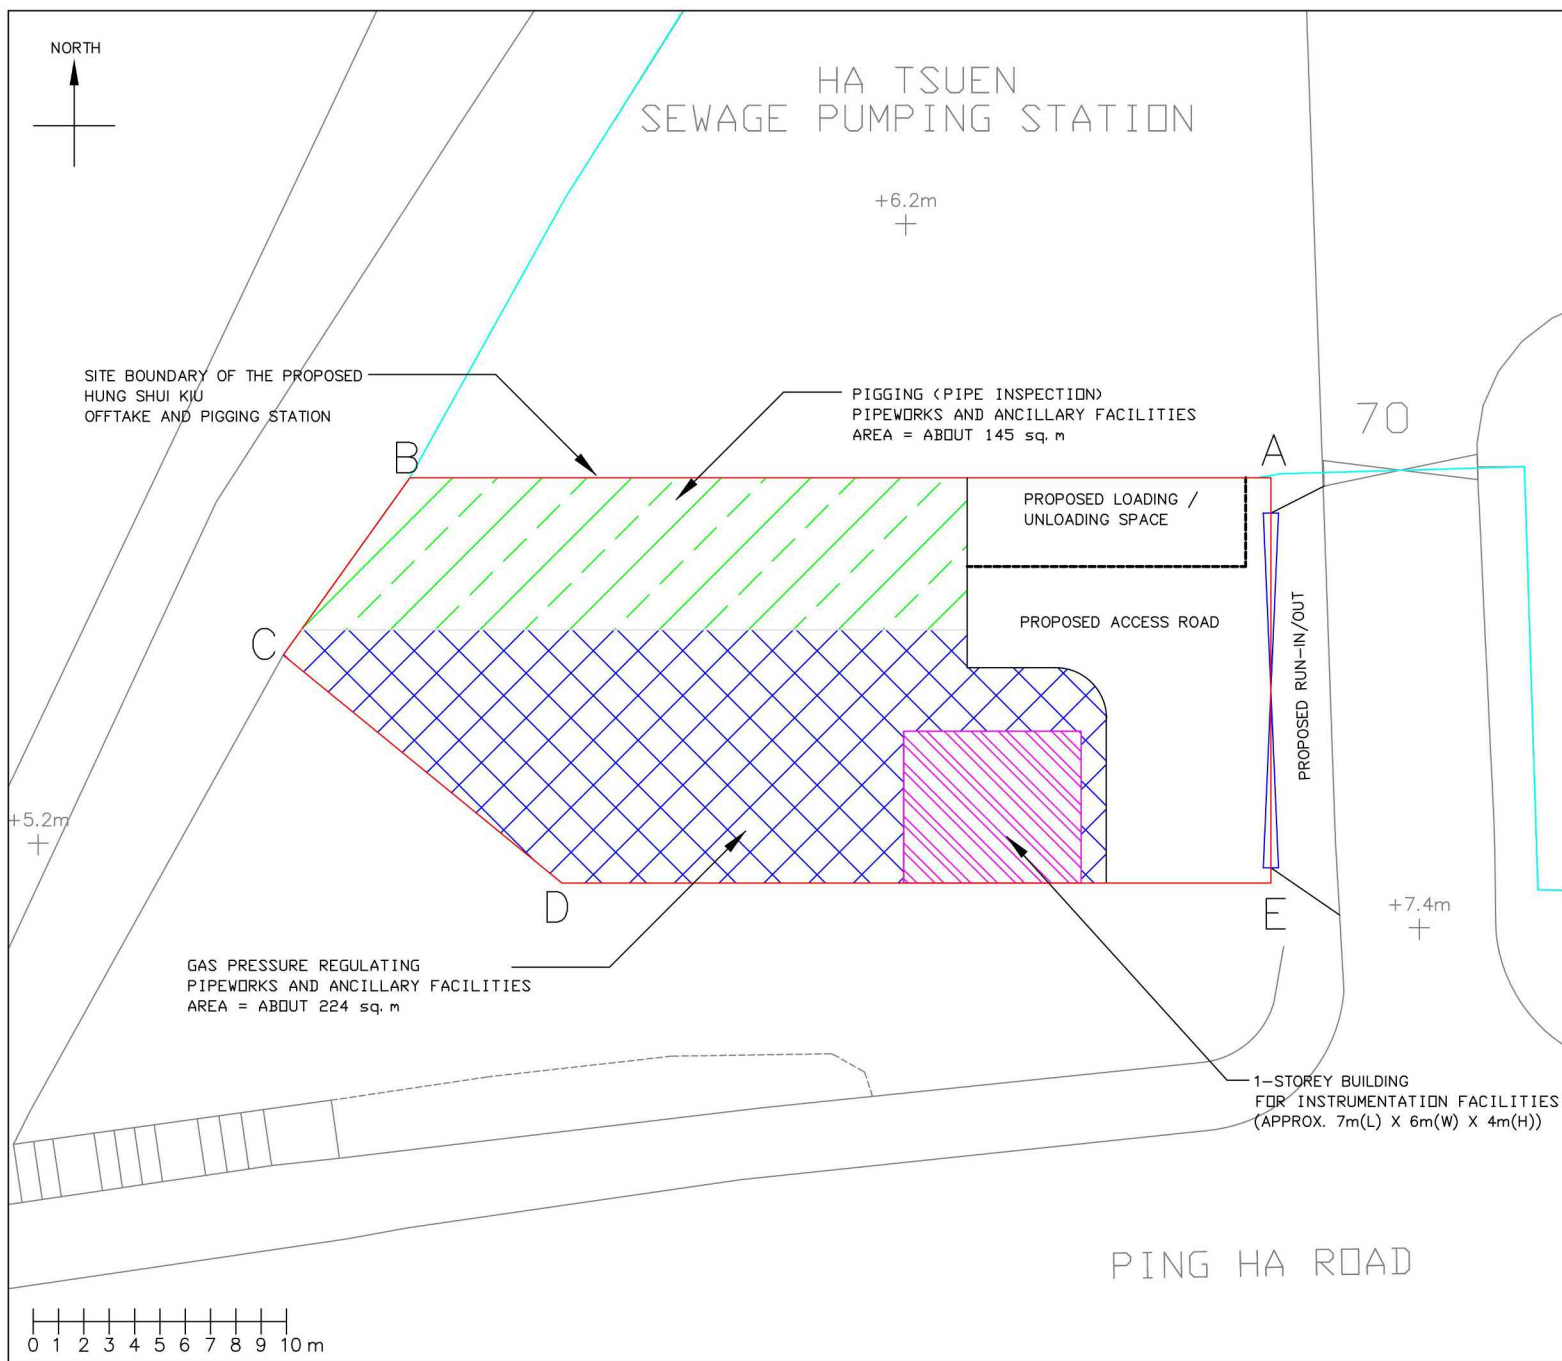 NORTH
HA TSUEN
SEWAGE PUMPING STATION
+6.2m
SITE BOUNDARY OF THE PROPOSED
HUNG SHUI KIU
OFFTAKE AND PIGGING STATION
PIGGING (PIPE INSPECTION)
PIPEWORKS AND ANCILLARY FACILITIES
AREA = ABOUT 145 sq. m
70
B
A
PROPOSED LOADING /
UNLOADING SPACE
C
PROPOSED ACCESS ROAD
PROPOSED RUN-IN/OUT
+5.2m
D
E
+7.4m
GAS PRESSURE REGULATING
PIPEWORKS AND ANCILLARY FACILITIES
AREA = ABOUT 224 sq. m
1-STOREY BUILDING
FOR INSTRUMENTATION FACILITIES
(APPROX. 7m(L) X 6m(W) X 4m(H))
PING HA ROAD
0 1 2 3 4 5 6 7 8 9 10 m